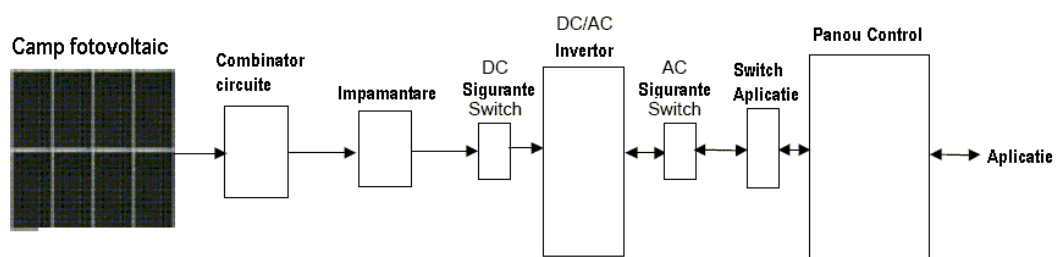 Camp fotovoltaic
Combinator
circuite
Impamantare
DC
Sigurante
Switch
DC/AC
Invertor
AC
Sigurante
Switch
Switch
Aplicatie
Panou Control
Aplicatie